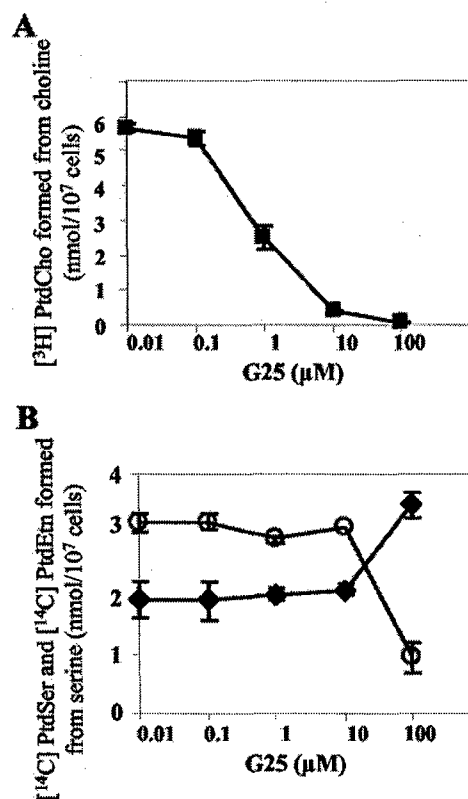 A
[³H] PtdCho formed from choline
(nmol/10⁷ cells)
6
5
4
3
2
1
0
0.01 0.1 1 10 100
G25 (µM)
B
[¹⁴C] PtdSer and [¹⁴C] PtdEtn formed
from serine (nmol/10⁷ cells)
4
3
2
1
0
0.01 0.1 1 10 100
G25 (µM)